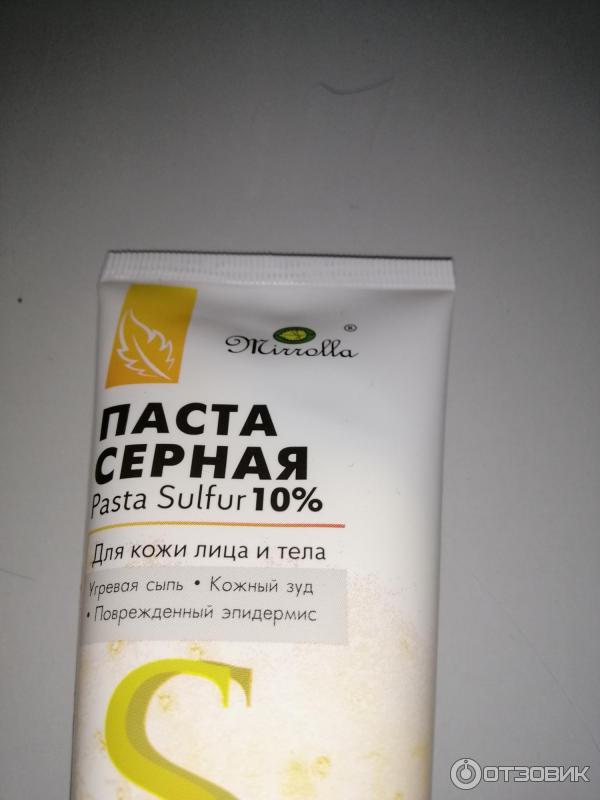 Mirrolla ®
ПАСТА
СЕРНАЯ
Pasta Sulfur 10%
Для кожи лица и тела
Угревая сыпь • Кожный зуд
• Поврежденный эпидермис
S
ОТЗОВИК